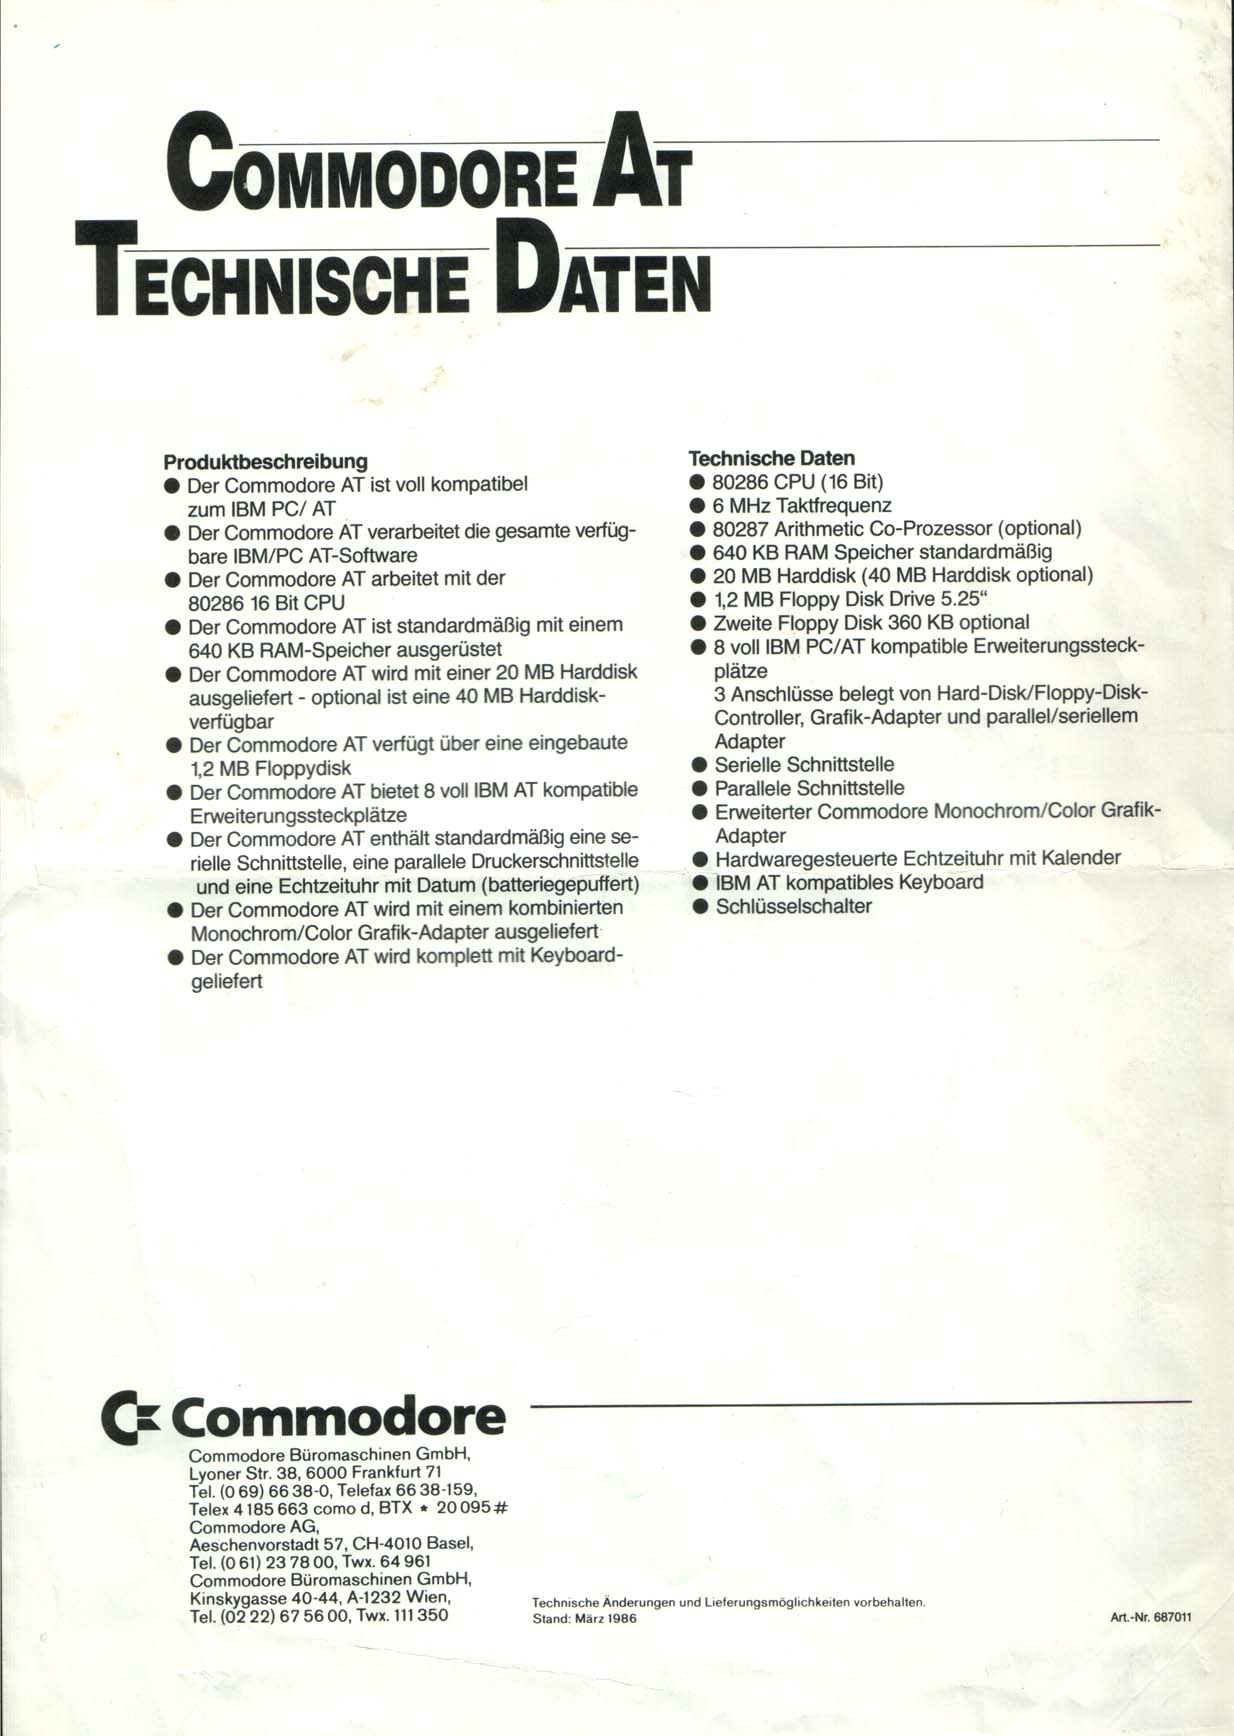 COMMODORE AT
TECHNISCHE DATEN
Produktbeschreibung
● Der Commodore AT ist voll kompatibel
zum IBM PC/ AT
● Der Commodore AT verarbeitet die gesamte verfüg-
bare IBM/PC AT-Software
● Der Commodore AT arbeitet mit der
80286 16 Bit CPU
● Der Commodore AT ist standardmäßig mit einem
640 KB RAM-Speicher ausgerüstet
● Der Commodore AT wird mit einer 20 MB Harddisk
ausgeliefert - optional ist eine 40 MB Harddisk-
verfügbar
● Der Commodore AT verfügt über eine eingebaute
1,2 MB Floppydisk
● Der Commodore AT bietet 8 voll IBM AT kompatible
Erweiterungssteckplätze
● Der Commodore AT enthält standardmäßig eine se-
rielle Schnittstelle, eine parallele Druckerschnittstelle
und eine Echtzeituhr mit Datum (batteriegepuffert)
● Der Commodore AT wird mit einem kombinierten
Monochrom/Color Grafik-Adapter ausgeliefert
● Der Commodore AT wird komplett mit Keyboard-
geliefert
Technische Daten
● 80286 CPU (16 Bit)
● 6 MHz Taktfrequenz
● 80287 Arithmetic Co-Prozessor (optional)
● 640 KB RAM Speicher standardmäßig
● 20 MB Harddisk (40 MB Harddisk optional)
● 1,2 MB Floppy Disk Drive 5.25“
● Zweite Floppy Disk 360 KB optional
● 8 voll IBM PC/AT kompatible Erweiterungssteck-
plätze
3 Anschlüsse belegt von Hard-Disk/Floppy-Disk-
Controller, Grafik-Adapter und parallel/seriellem
Adapter
● Serielle Schnittstelle
● Parallele Schnittstelle
● Erweiterter Commodore Monochrom/Color Grafik-
Adapter
● Hardwaregesteuerte Echtzeituhr mit Kalender
● IBM AT kompatibles Keyboard
● Schlüsselschalter
Commodore
Commodore Büromaschinen GmbH,
Lyoner Str. 38, 6000 Frankfurt 71
Tel. (0 69) 66 38-0, Telefax 66 38-159,
Telex 4 185 663 como d, BTX * 20 095 #
Commodore AG,
Aeschenvorstadt 57, CH-4010 Basel,
Tel. (0 61) 23 78 00, Twx. 64 961
Commodore Büromaschinen GmbH,
Kinskygasse 40-44, A-1232 Wien,
Tel. (02 22) 67 56 00, Twx. 111 350
Technische Änderungen und Lieferungsmöglichkeiten vorbehalten.
Stand: März 1986
Art.-Nr. 687011